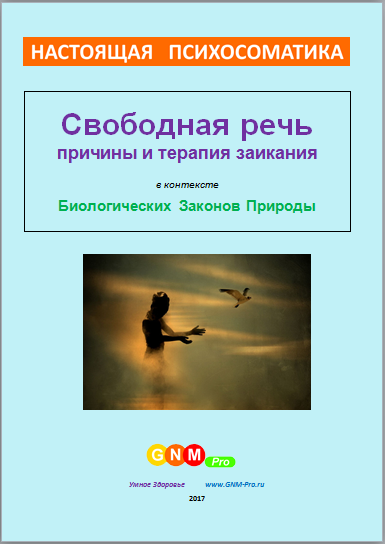 НАСТОЯЩАЯ ПСИХОСОМАТИКА
Свободная речь
причины и терапия заикания
в контексте
Биологических Законов Природы
GNM Pro
Умное Здоровье www.GNM-Pro.ru
2017